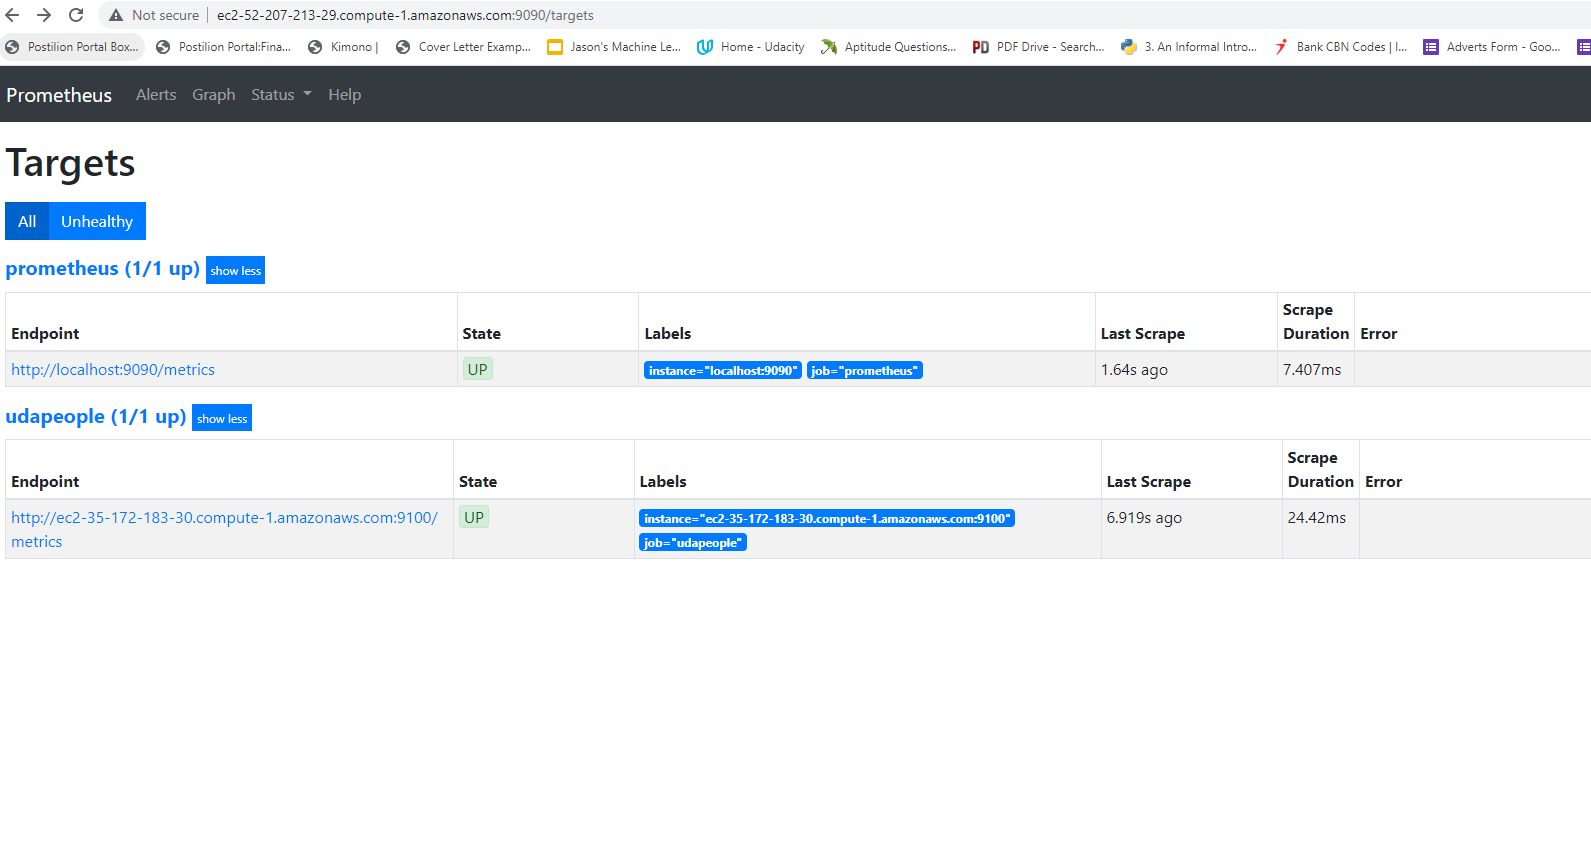 Not secure | ec2-52-207-213-29.compute-1.amazonaws.com:9090/targets
Postilion Portal Box... Postilion Portal:Fina... Kimono | Cover Letter Examp... Jason's Machine Le... Home - Udacity Aptitude Questions... PD PDF Drive - Search... 3. An Informal Intro... Bank CBN Codes | I... Adverts Form - Goo...
Prometheus Alerts Graph Status Help
Targets
All Unhealthy
prometheus (1/1 up) show less
Endpoint State Labels Last Scrape Scrape Duration Error
http://localhost:9090/metrics UP instance="localhost:9090" job="prometheus" 1.64s ago 7.407ms
udapeople (1/1 up) show less
Endpoint State Labels Last Scrape Scrape Duration Error
http://ec2-35-172-183-30.compute-1.amazonaws.com:9100/ UP instance="ec2-35-172-183-30.compute-1.amazonaws.com:9100" 6.919s ago 24.42ms
metrics job="udapeople"